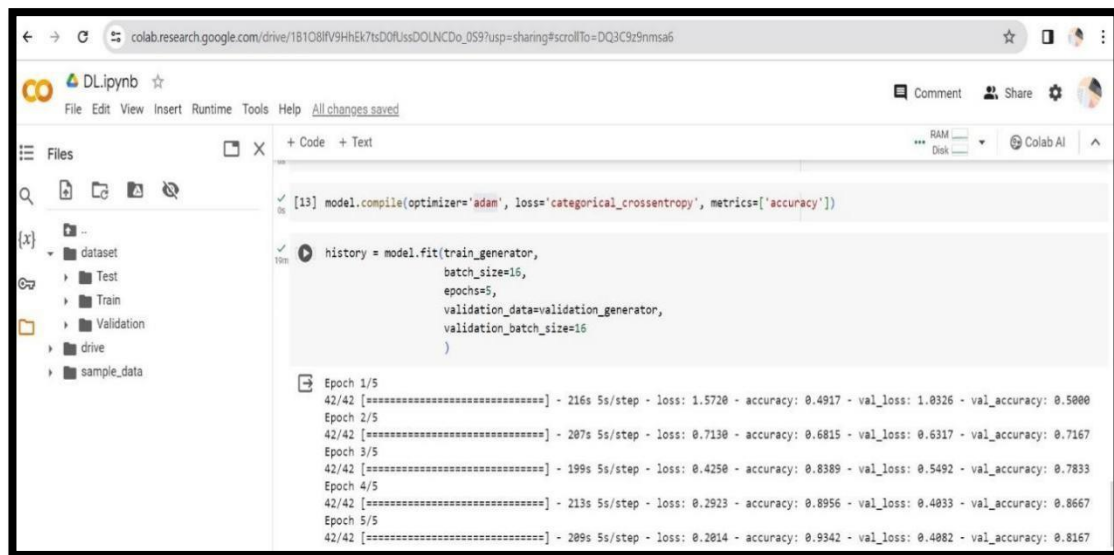 colab.research.google.com/drive/1B1O8lfV9HhEk7tsD0fUssDOLNCDo_0S9?usp=sharing#scrollTo=DQ3C9z9nmsa6
DL.ipynb
Comment Share
File Edit View Insert Runtime Tools Help All changes saved
Files
+ Code + Text
RAM
Disk
Colab AI
[13] model.compile(optimizer='adam', loss='categorical_crossentropy', metrics=['accuracy'])
0s
{x}
..
dataset
Test
Train
Validation
drive
sample_data
19m
history = model.fit(train_generator,
batch_size=16,
epochs=5,
validation_data=validation_generator,
validation_batch_size=16
)
Epoch 1/5
42/42 [==============================] - 216s 5s/step - loss: 1.5720 - accuracy: 0.4917 - val_loss: 1.0326 - val_accuracy: 0.5000
Epoch 2/5
42/42 [==============================] - 207s 5s/step - loss: 0.7130 - accuracy: 0.6815 - val_loss: 0.6317 - val_accuracy: 0.7167
Epoch 3/5
42/42 [==============================] - 199s 5s/step - loss: 0.4250 - accuracy: 0.8389 - val_loss: 0.5492 - val_accuracy: 0.7833
Epoch 4/5
42/42 [==============================] - 213s 5s/step - loss: 0.2923 - accuracy: 0.8956 - val_loss: 0.4033 - val_accuracy: 0.8667
Epoch 5/5
42/42 [==============================] - 209s 5s/step - loss: 0.2014 - accuracy: 0.9342 - val_loss: 0.4082 - val_accuracy: 0.8167